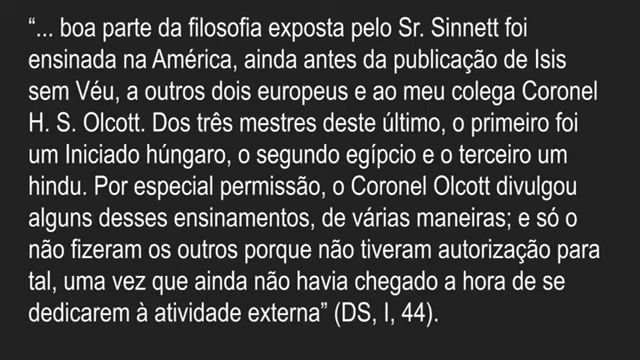 “... boa parte da filosofia exposta pelo Sr. Sinnett foi
ensinada na América, ainda antes da publicação de Isis
sem Véu, a outros dois europeus e ao meu colega Coronel
H. S. Olcott. Dos três mestres deste último, o primeiro foi
um Iniciado húngaro, o segundo egípcio e o terceiro um
hindu. Por especial permissão, o Coronel Olcott divulgou
alguns desses ensinamentos, de várias maneiras; e só o
não fizeram os outros porque não tiveram autorização para
tal, uma vez que ainda não havia chegado a hora de se
dedicarem à atividade externa” (DS, I, 44).